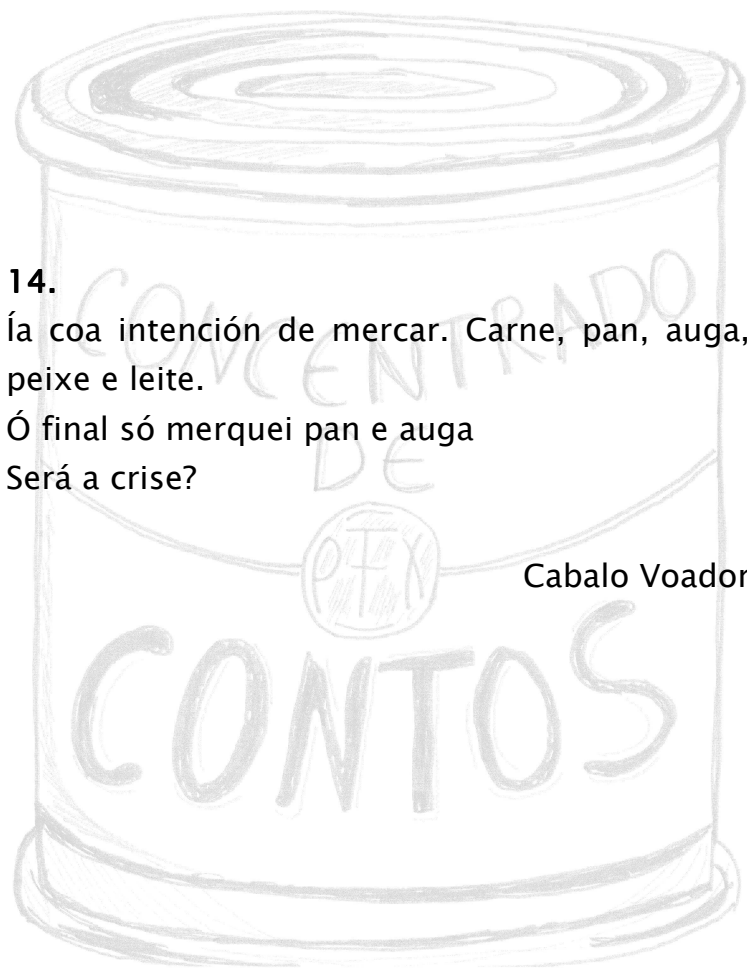 14.
Ía coa intención de mercar. Carne, pan, auga,
peixe e leite.
Ó final só merquei pan e auga
Será a crise?
Cabalo Voador
CONCENTRADO
DE
PFX
CONTOS